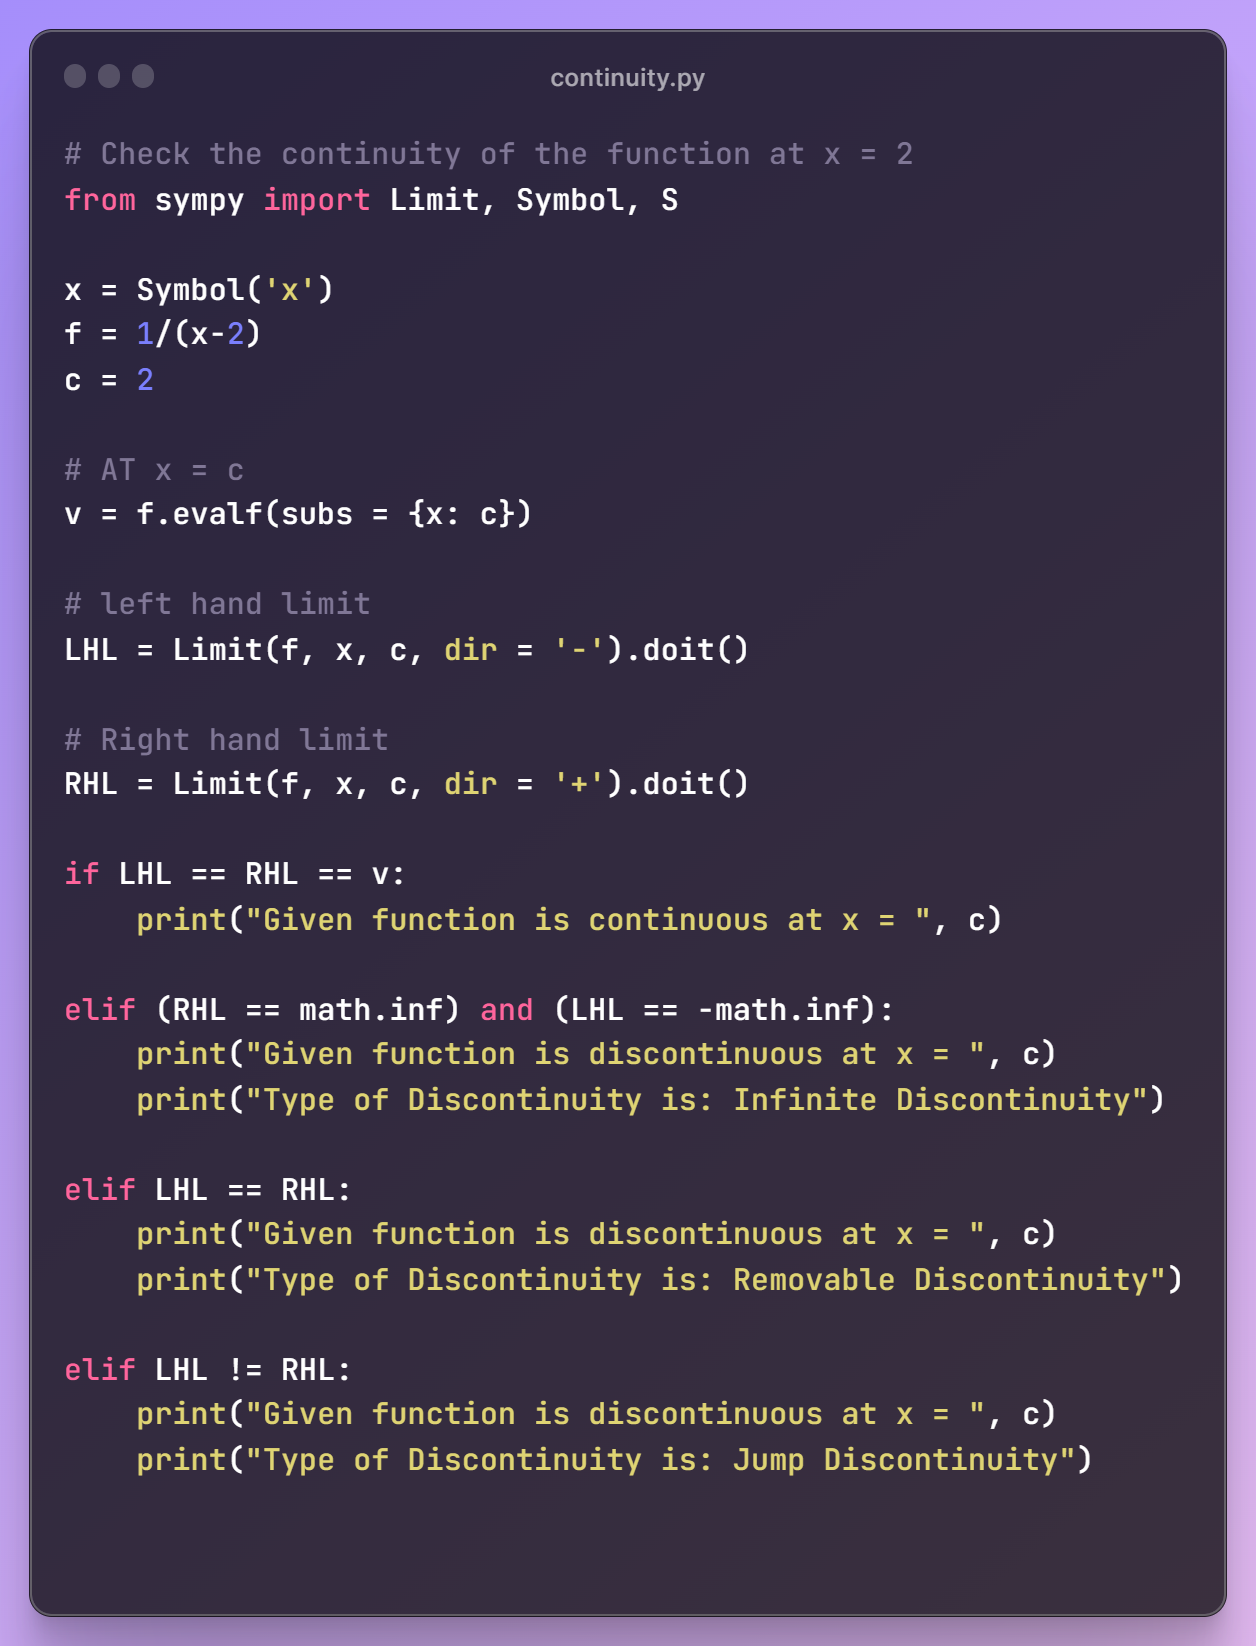 continuity.py
# Check the continuity of the function at x = 2
from sympy import Limit, Symbol, S
x = Symbol('x')
f = 1/(x-2)
c = 2
# AT x = c
v = f.evalf(subs = {x: c})
# left hand limit
LHL = Limit(f, x, c, dir = '-').doit()
# Right hand limit
RHL = Limit(f, x, c, dir = '+').doit()
if LHL == RHL == v:
    print("Given function is continuous at x = ", c)
elif (RHL == math.inf) and (LHL == -math.inf):
    print("Given function is discontinuous at x = ", c)
    print("Type of Discontinuity is: Infinite Discontinuity")
elif LHL == RHL:
    print("Given function is discontinuous at x = ", c)
    print("Type of Discontinuity is: Removable Discontinuity")
elif LHL != RHL:
    print("Given function is discontinuous at x = ", c)
    print("Type of Discontinuity is: Jump Discontinuity")